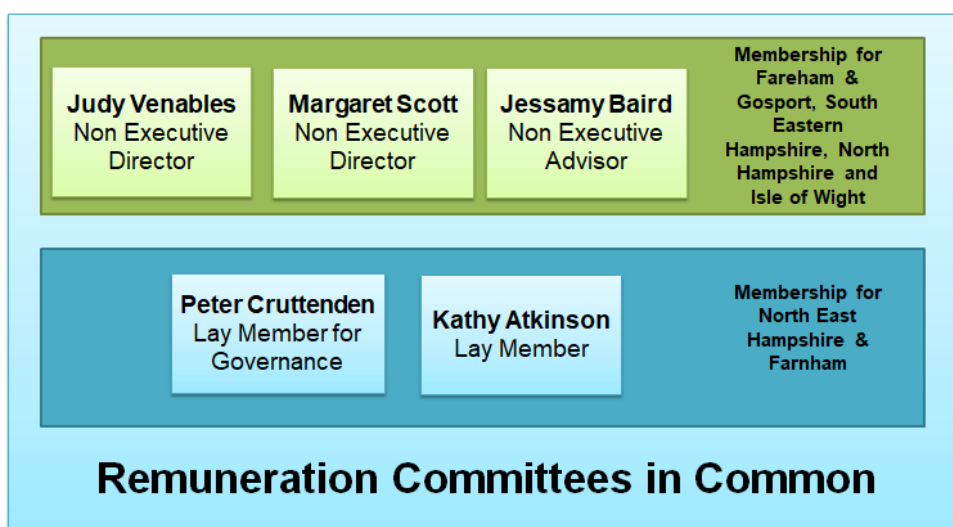 Judy Venables
Non Executive
Director
Margaret Scott
Non Executive
Director
Jessamy Baird
Non Executive
Advisor
Membership for
Fareham &
Gosport, South
Eastern
Hampshire, North
Hampshire and
Isle of Wight
Peter Cruttenden
Lay Member for
Governance
Kathy Atkinson
Lay Member
Membership for
North East
Hampshire &
Farnham
Remuneration Committees in Common